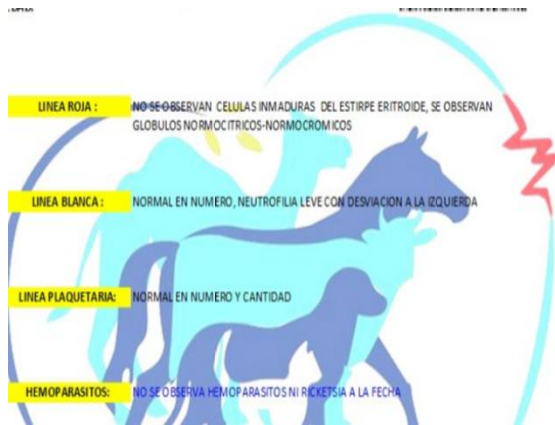 LINEA ROJA : NO SE OBSERVAN CELULAS INMADURAS DEL ESTIRPE ERITROIDE, SE OBSERVAN
GLOBULOS NORMOCITRICOS-NORMOCROMICOS
LINEA BLANCA : NORMAL EN NUMERO, NEUTROFILIA LEVE CON DESVIACION A LA IZQUIERDA
LINEA PLAQUETARIA: NORMAL EN NUMERO Y CANTIDAD
HEMOPARASITOS: NO SE OBSERVA HEMOPARASITOS NI RICKETSIA A LA FECHA